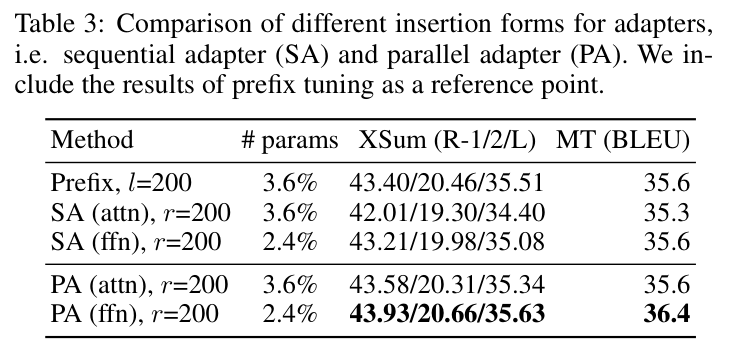 Table 3: Comparison of different insertion forms for adapters,
i.e. sequential adapter (SA) and parallel adapter (PA). We in-
clude the results of prefix tuning as a reference point.
Method # params XSum (R-1/2/L) MT (BLEU)
Prefix, l=200 3.6% 43.40/20.46/35.51 35.6
SA (attn), r=200 3.6% 42.01/19.30/34.40 35.3
SA (ffn), r=200 2.4% 43.21/19.98/35.08 35.6
PA (attn), r=200 3.6% 43.58/20.31/35.34 35.6
PA (ffn), r=200 2.4% 43.93/20.66/35.63 36.4